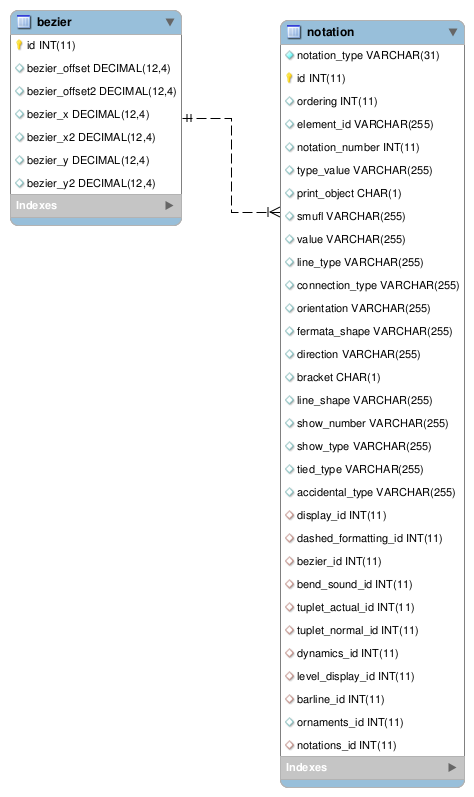 bezier
id INT(11)
bezier_offset DECIMAL(12,4)
bezier_offset2 DECIMAL(12,4)
bezier_x DECIMAL(12,4)
bezier_x2 DECIMAL(12,4)
bezier_y DECIMAL(12,4)
bezier_y2 DECIMAL(12,4)
Indexes
notation
notation_type VARCHAR(31)
id INT(11)
ordering INT(11)
element_id VARCHAR(255)
notation_number INT(11)
type_value VARCHAR(255)
print_object CHAR(1)
smufl VARCHAR(255)
value VARCHAR(255)
line_type VARCHAR(255)
connection_type VARCHAR(255)
orientation VARCHAR(255)
fermata_shape VARCHAR(255)
direction VARCHAR(255)
bracket CHAR(1)
line_shape VARCHAR(255)
show_number VARCHAR(255)
show_type VARCHAR(255)
tied_type VARCHAR(255)
accidental_type VARCHAR(255)
display_id INT(11)
dashed_formatting_id INT(11)
bezier_id INT(11)
bend_sound_id INT(11)
tuplet_actual_id INT(11)
tuplet_normal_id INT(11)
dynamics_id INT(11)
level_display_id INT(11)
barline_id INT(11)
ornaments_id INT(11)
notations_id INT(11)
Indexes